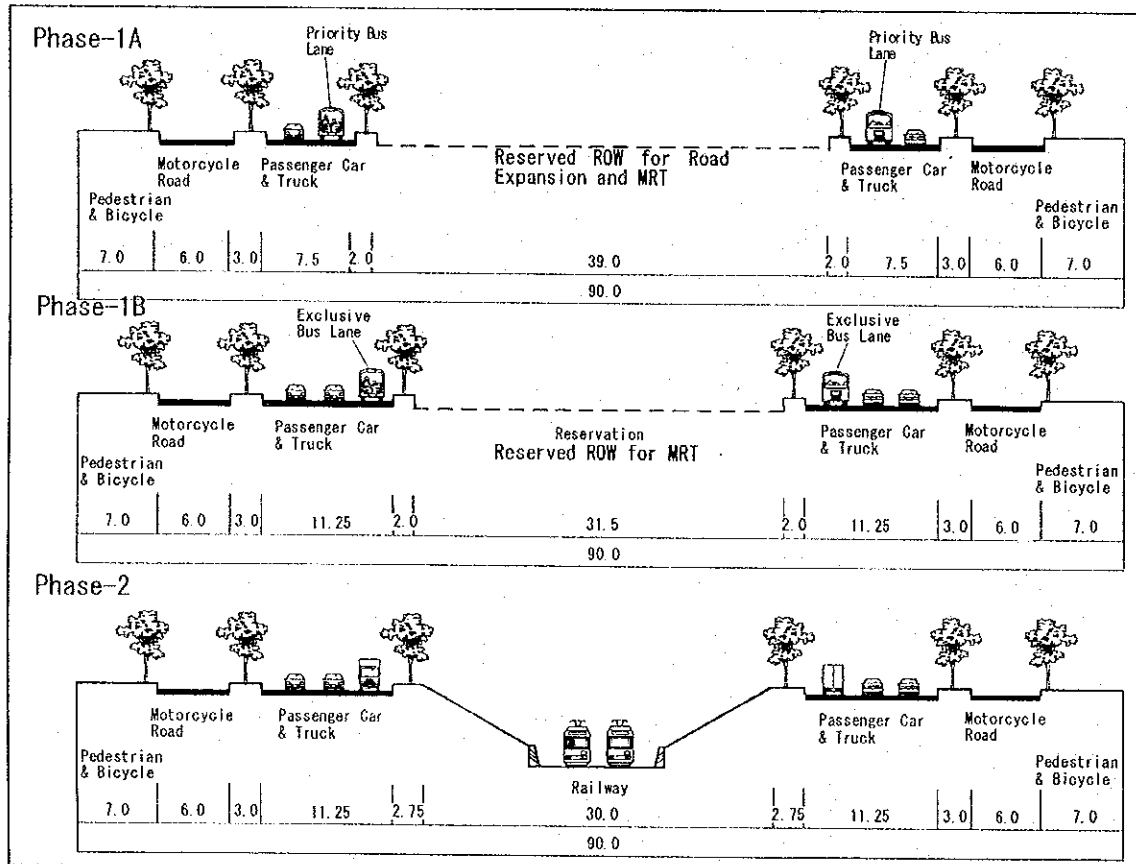 Phase-1A
Priority Bus
Lane
Priority Bus
Lane
Motorcycle
Road
Passenger Car
& Truck
Reserved ROW for Road
Expansion and MRT
Passenger Car
& Truck
Motorcycle
Road
Pedestrian
& Bicycle
Pedestrian
& Bicycle
7.0 6.0 3.0 7.5 2.0 39.0 2.0 7.5 3.0 6.0 7.0
90.0
Phase-1B
Exclusive
Bus Lane
Exclusive
Bus Lane
Motorcycle
Road
Passenger Car
& Truck
Reservation
Reserved ROW for MRT
Passenger Car
& Truck
Motorcycle
Road
Pedestrian
& Bicycle
Pedestrian
& Bicycle
7.0 6.0 3.0 11.25 2.0 31.5 2.0 11.25 3.0 6.0 7.0
90.0
Phase-2
Motorcycle
Road
Passenger Car
& Truck
Passenger Car
& Truck
Motorcycle
Road
Pedestrian
& Bicycle
Railway
Pedestrian
& Bicycle
7.0 6.0 3.0 11.25 2.75 30.0 2.75 11.25 3.0 6.0 7.0
90.0